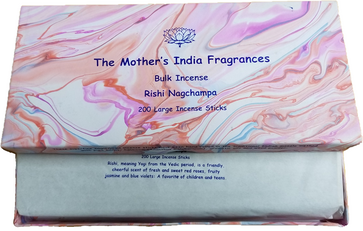 The Mother's India Fragrances
Bulk Incense
Rishi Nagchampa
200 Large Incense Sticks
200 Large Incense Sticks
Rishi, meaning Yogi from the Vedic period, is a friendly,
cheerful scent of fresh and sweet red roses, fruity
jasmine and blue violets. A favorite of children and teens.